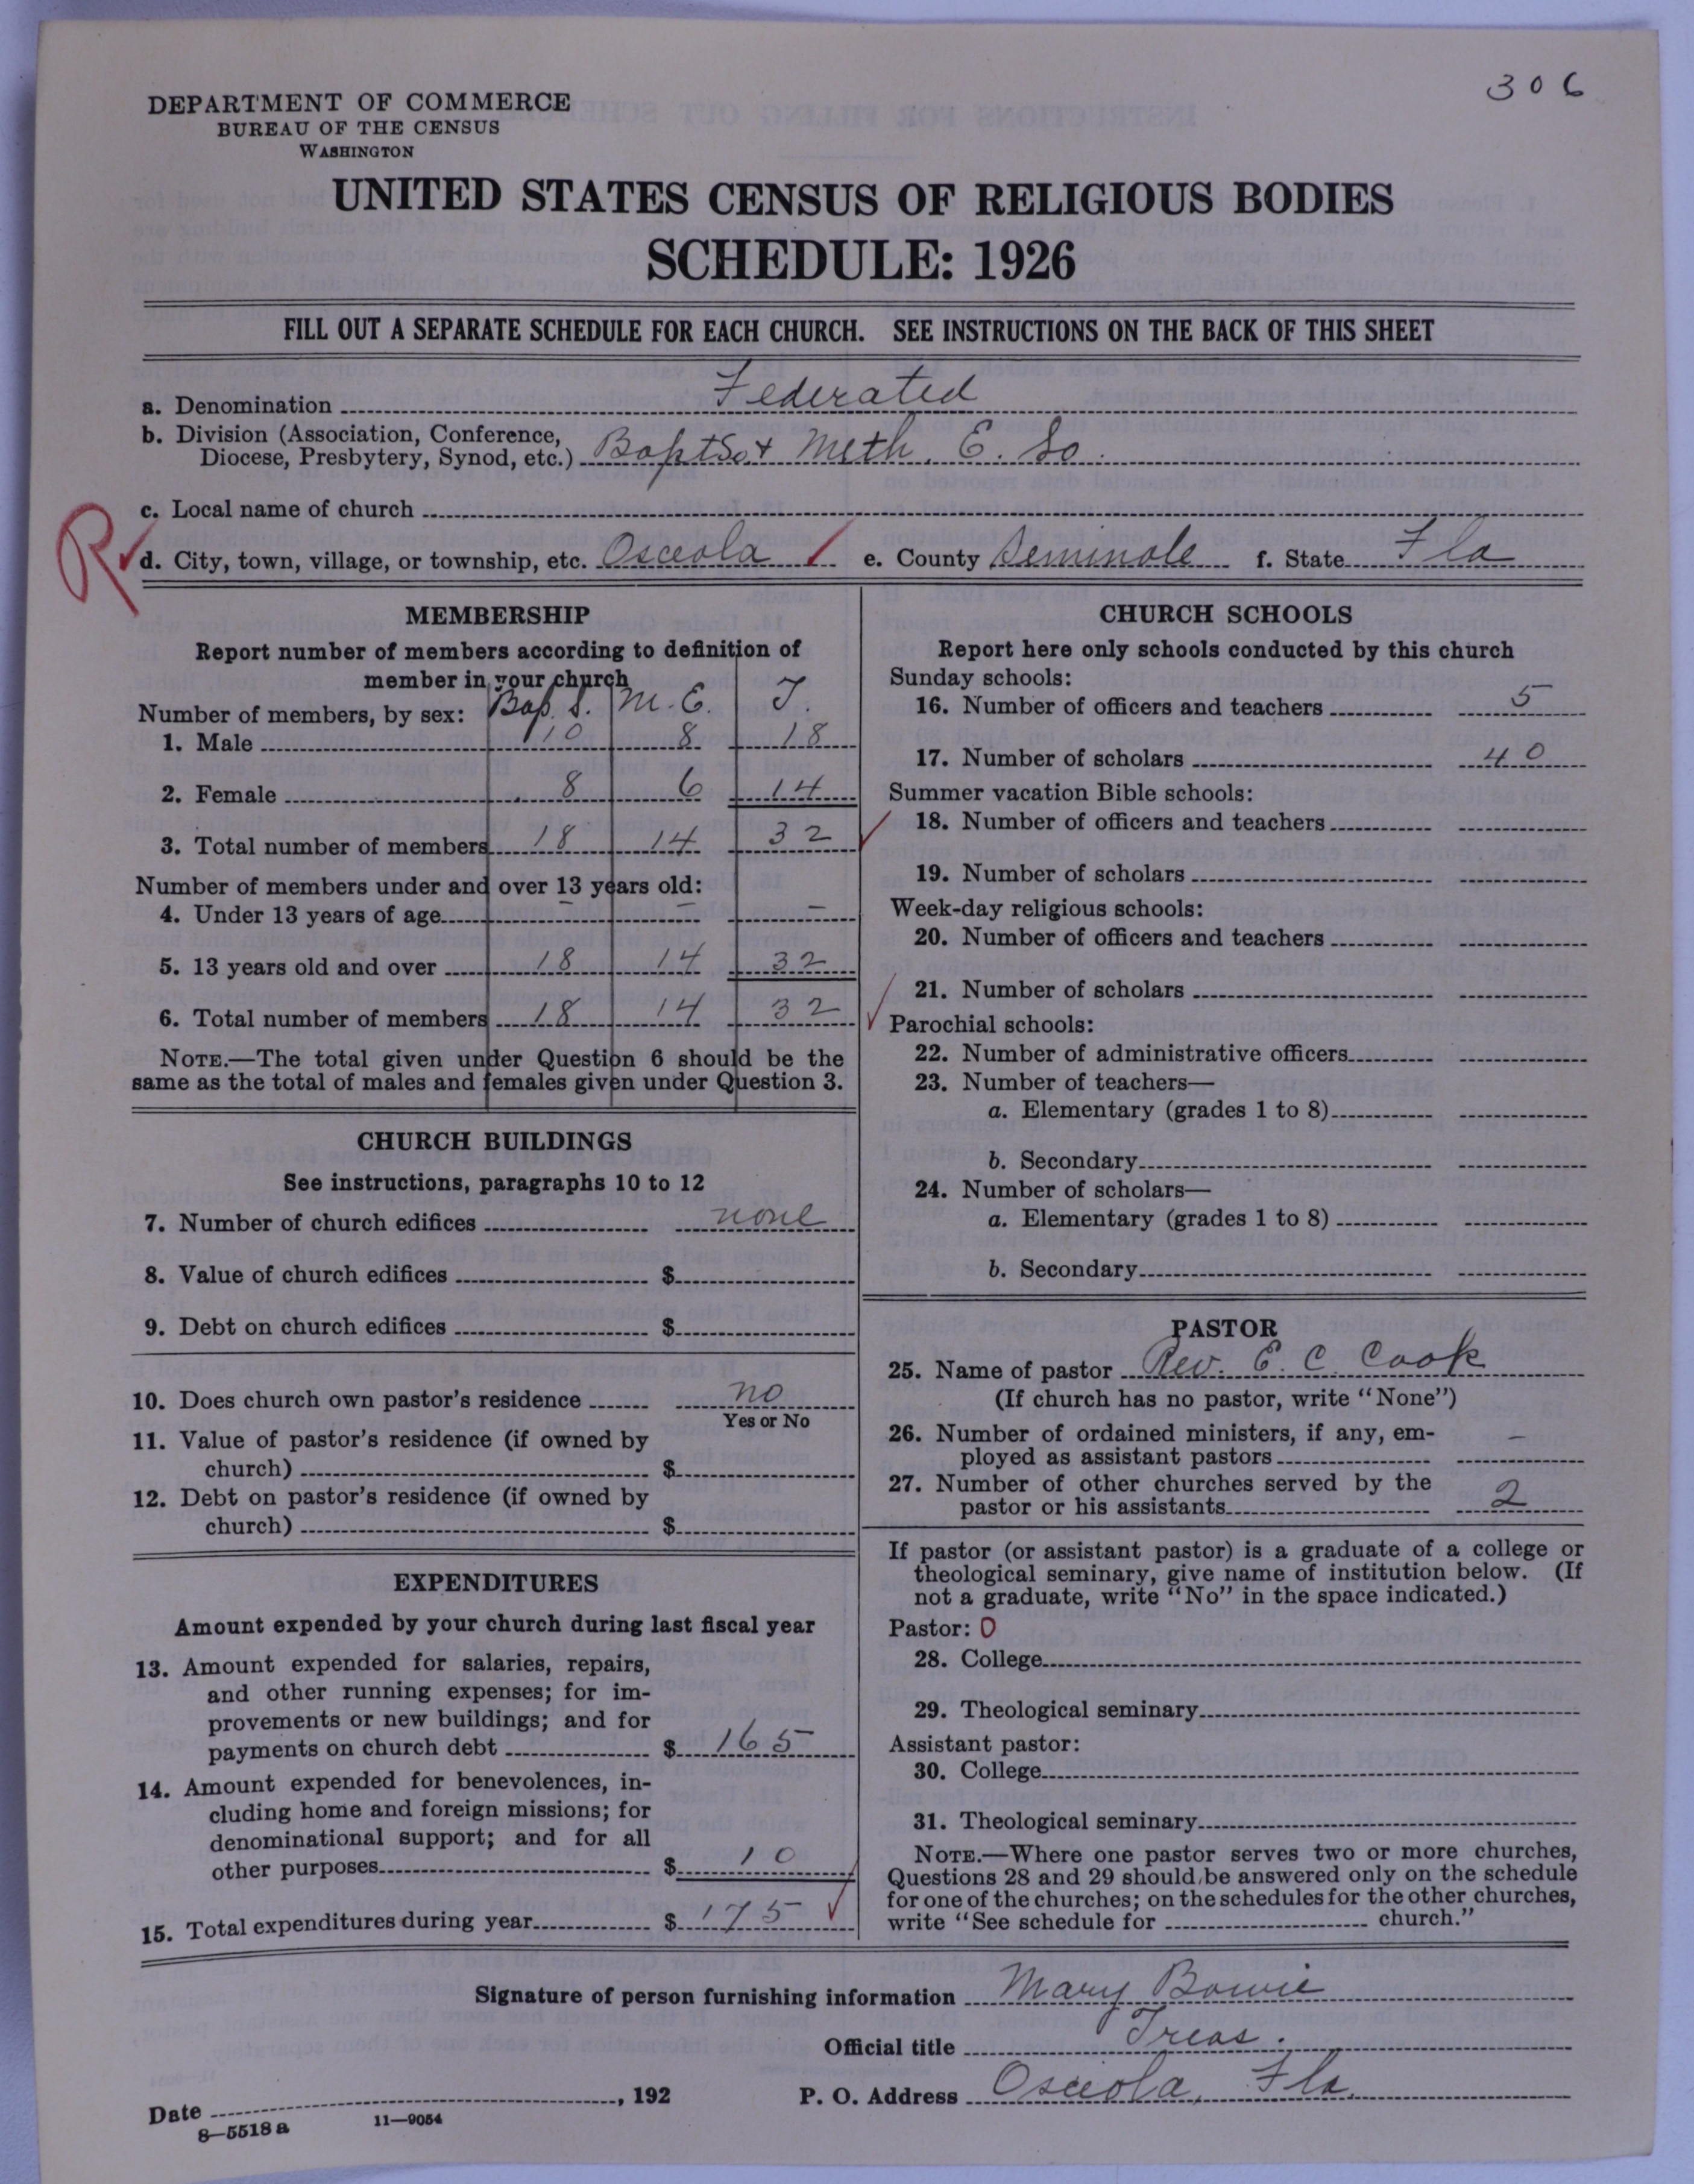 306
DEPARTMENT OF COMMERCE
BUREAU OF THE CENSUS
WASHINGTON
UNITED STATES CENSUS OF RELIGIOUS BODIES
SCHEDULE: 1926
FILL OUT A SEPARATE SCHEDULE FOR EACH CHURCH. SEE INSTRUCTIONS ON THE BACK OF THIS SHEET
a. Denomination Federated
b. Division (Association, Conference,
Diocese, Presbytery, Synod, etc.) Bapt So + Meth. E. So.
c. Local name of church
R d. City, town, village, or township, etc. Osceola e. County Seminole f. State Fla
MEMBERSHIP
Report number of members according to definition of
member in your church
Number of members, by sex: Bap. S. M. E. T.
1. Male 10 8 18
2. Female 8 6 14
3. Total number of members 18 14 32
Number of members under and over 13 years old:
4. Under 13 years of age – – –
5. 13 years old and over 18 14 32
6. Total number of members 18 14 32
NOTE.—The total given under Question 6 should be the
same as the total of males and females given under Question 3.
CHURCH BUILDINGS
See instructions, paragraphs 10 to 12
7. Number of church edifices none
8. Value of church edifices $
9. Debt on church edifices $
10. Does church own pastor's residence no
Yes or No
11. Value of pastor's residence (if owned by
church) $
12. Debt on pastor's residence (if owned by
church) $
EXPENDITURES
Amount expended by your church during last fiscal year
13. Amount expended for salaries, repairs,
and other running expenses; for im-
provements or new buildings; and for
payments on church debt $ 165
14. Amount expended for benevolences, in-
cluding home and foreign missions; for
denominational support; and for all
other purposes $ 10
15. Total expenditures during year $ 175
CHURCH SCHOOLS
Report here only schools conducted by this church
Sunday schools:
16. Number of officers and teachers 5
17. Number of scholars 40
Summer vacation Bible schools:
18. Number of officers and teachers
19. Number of scholars
Week-day religious schools:
20. Number of officers and teachers
21. Number of scholars
Parochial schools:
22. Number of administrative officers
23. Number of teachers—
a. Elementary (grades 1 to 8)
b. Secondary
24. Number of scholars—
a. Elementary (grades 1 to 8)
b. Secondary
PASTOR
25. Name of pastor Rev. E. C. Cook
(If church has no pastor, write "None")
26. Number of ordained ministers, if any, em-
ployed as assistant pastors –
27. Number of other churches served by the
pastor or his assistants 2
If pastor (or assistant pastor) is a graduate of a college or
theological seminary, give name of institution below. (If
not a graduate, write "No" in the space indicated.)
Pastor: 0
28. College
29. Theological seminary
Assistant pastor:
30. College
31. Theological seminary
NOTE.—Where one pastor serves two or more churches,
Questions 28 and 29 should be answered only on the schedule
for one of the churches; on the schedules for the other churches,
write "See schedule for church."
Signature of person furnishing information Mary Bowie
Official title Treas.
Date , 192 P. O. Address Osceola, Fla.
8—5518 a 11—9054